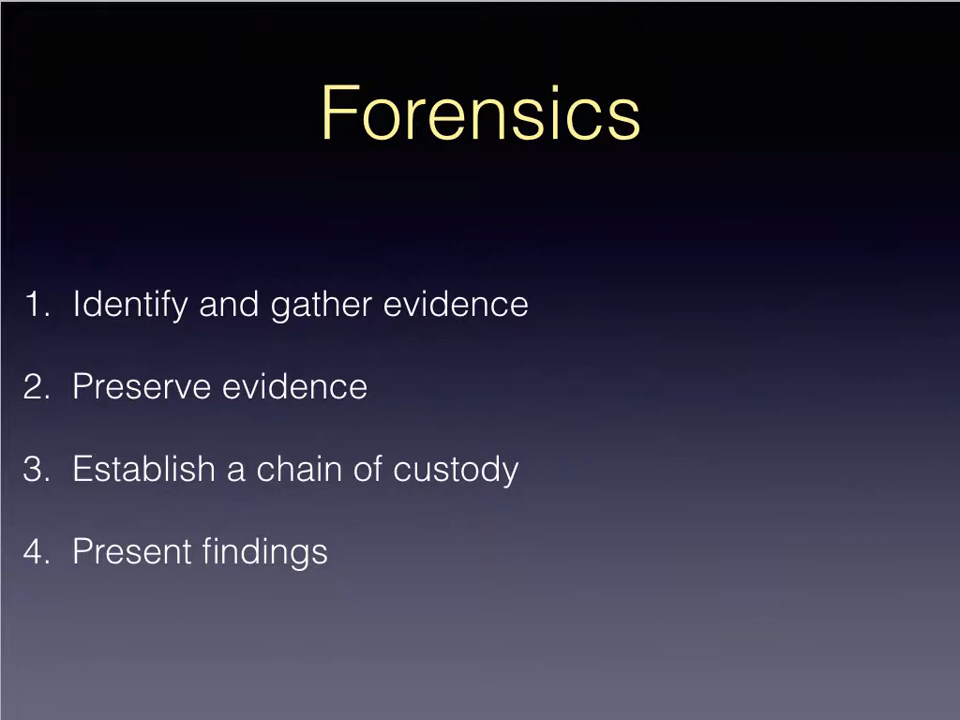 Forensics
1. Identify and gather evidence
2. Preserve evidence
3. Establish a chain of custody
4. Present findings